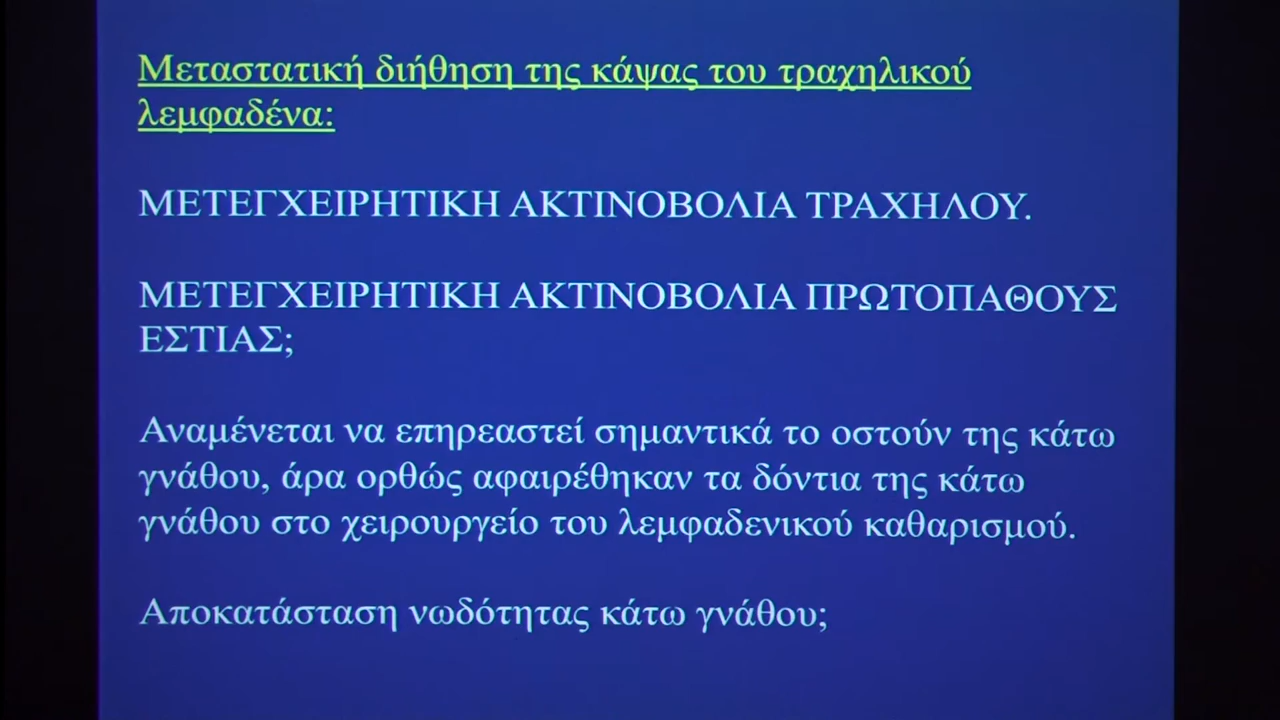 Μεταστατική διήθηση της κάψας του τραχηλικού
λεμφαδένα:
ΜΕΤΕΓΧΕΙΡΗΤΙΚΗ ΑΚΤΙΝΟΒΟΛΙΑ ΤΡΑΧΗΛΟΥ.
ΜΕΤΕΓΧΕΙΡΗΤΙΚΗ ΑΚΤΙΝΟΒΟΛΙΑ ΠΡΩΤΟΠΑΘΟΥΣ
ΕΣΤΙΑΣ;
Αναμένεται να επηρεαστεί σημαντικά το οστούν της κάτω
γνάθου, άρα ορθώς αφαιρέθηκαν τα δόντια της κάτω
γνάθου στο χειρουργείο του λεμφαδενικού καθαρισμού.
Αποκατάσταση νωδότητας κάτω γνάθου;